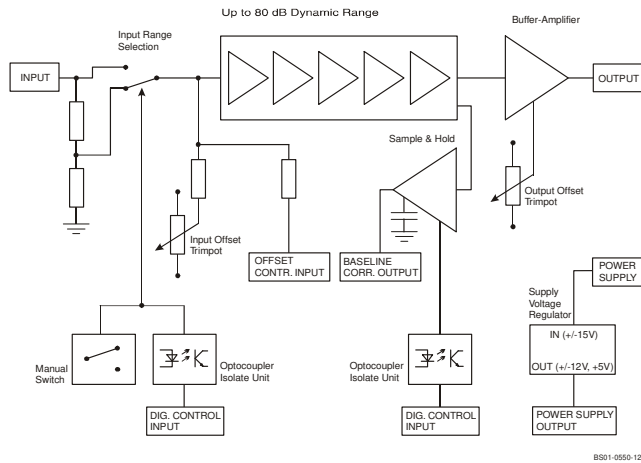 Up to 80 dB Dynamic Range
Buffer-Amplifier
Input Range
Selection
INPUT
OUTPUT
Sample & Hold
Output Offset
Trimpot
Input Offset
Trimpot
OFFSET
CONTR. INPUT
BASELINE
CORR. OUTPUT
POWER
SUPPLY
Supply
Voltage
Regulator
IN (+/-15V)
OUT (+/-12V, +5V)
Manual
Switch
Optocoupler
Isolate Unit
Optocoupler
Isolate Unit
DIG. CONTROL
INPUT
DIG. CONTROL
INPUT
POWER SUPPLY
OUTPUT
BS01-0550-12